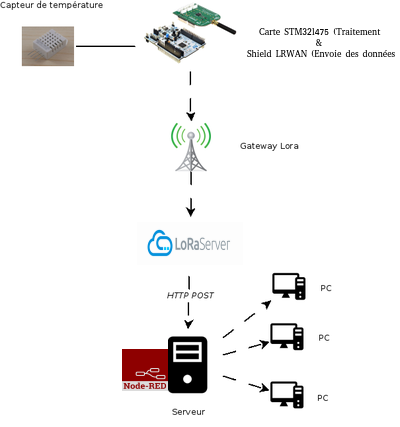 Capteur de température
Carte STM32l475 (Traitement
&
Shield LRWAN (Envoie des données
Gateway Lora
LoRaServer
HTTP POST
PC
PC
PC
Node-RED
Serveur